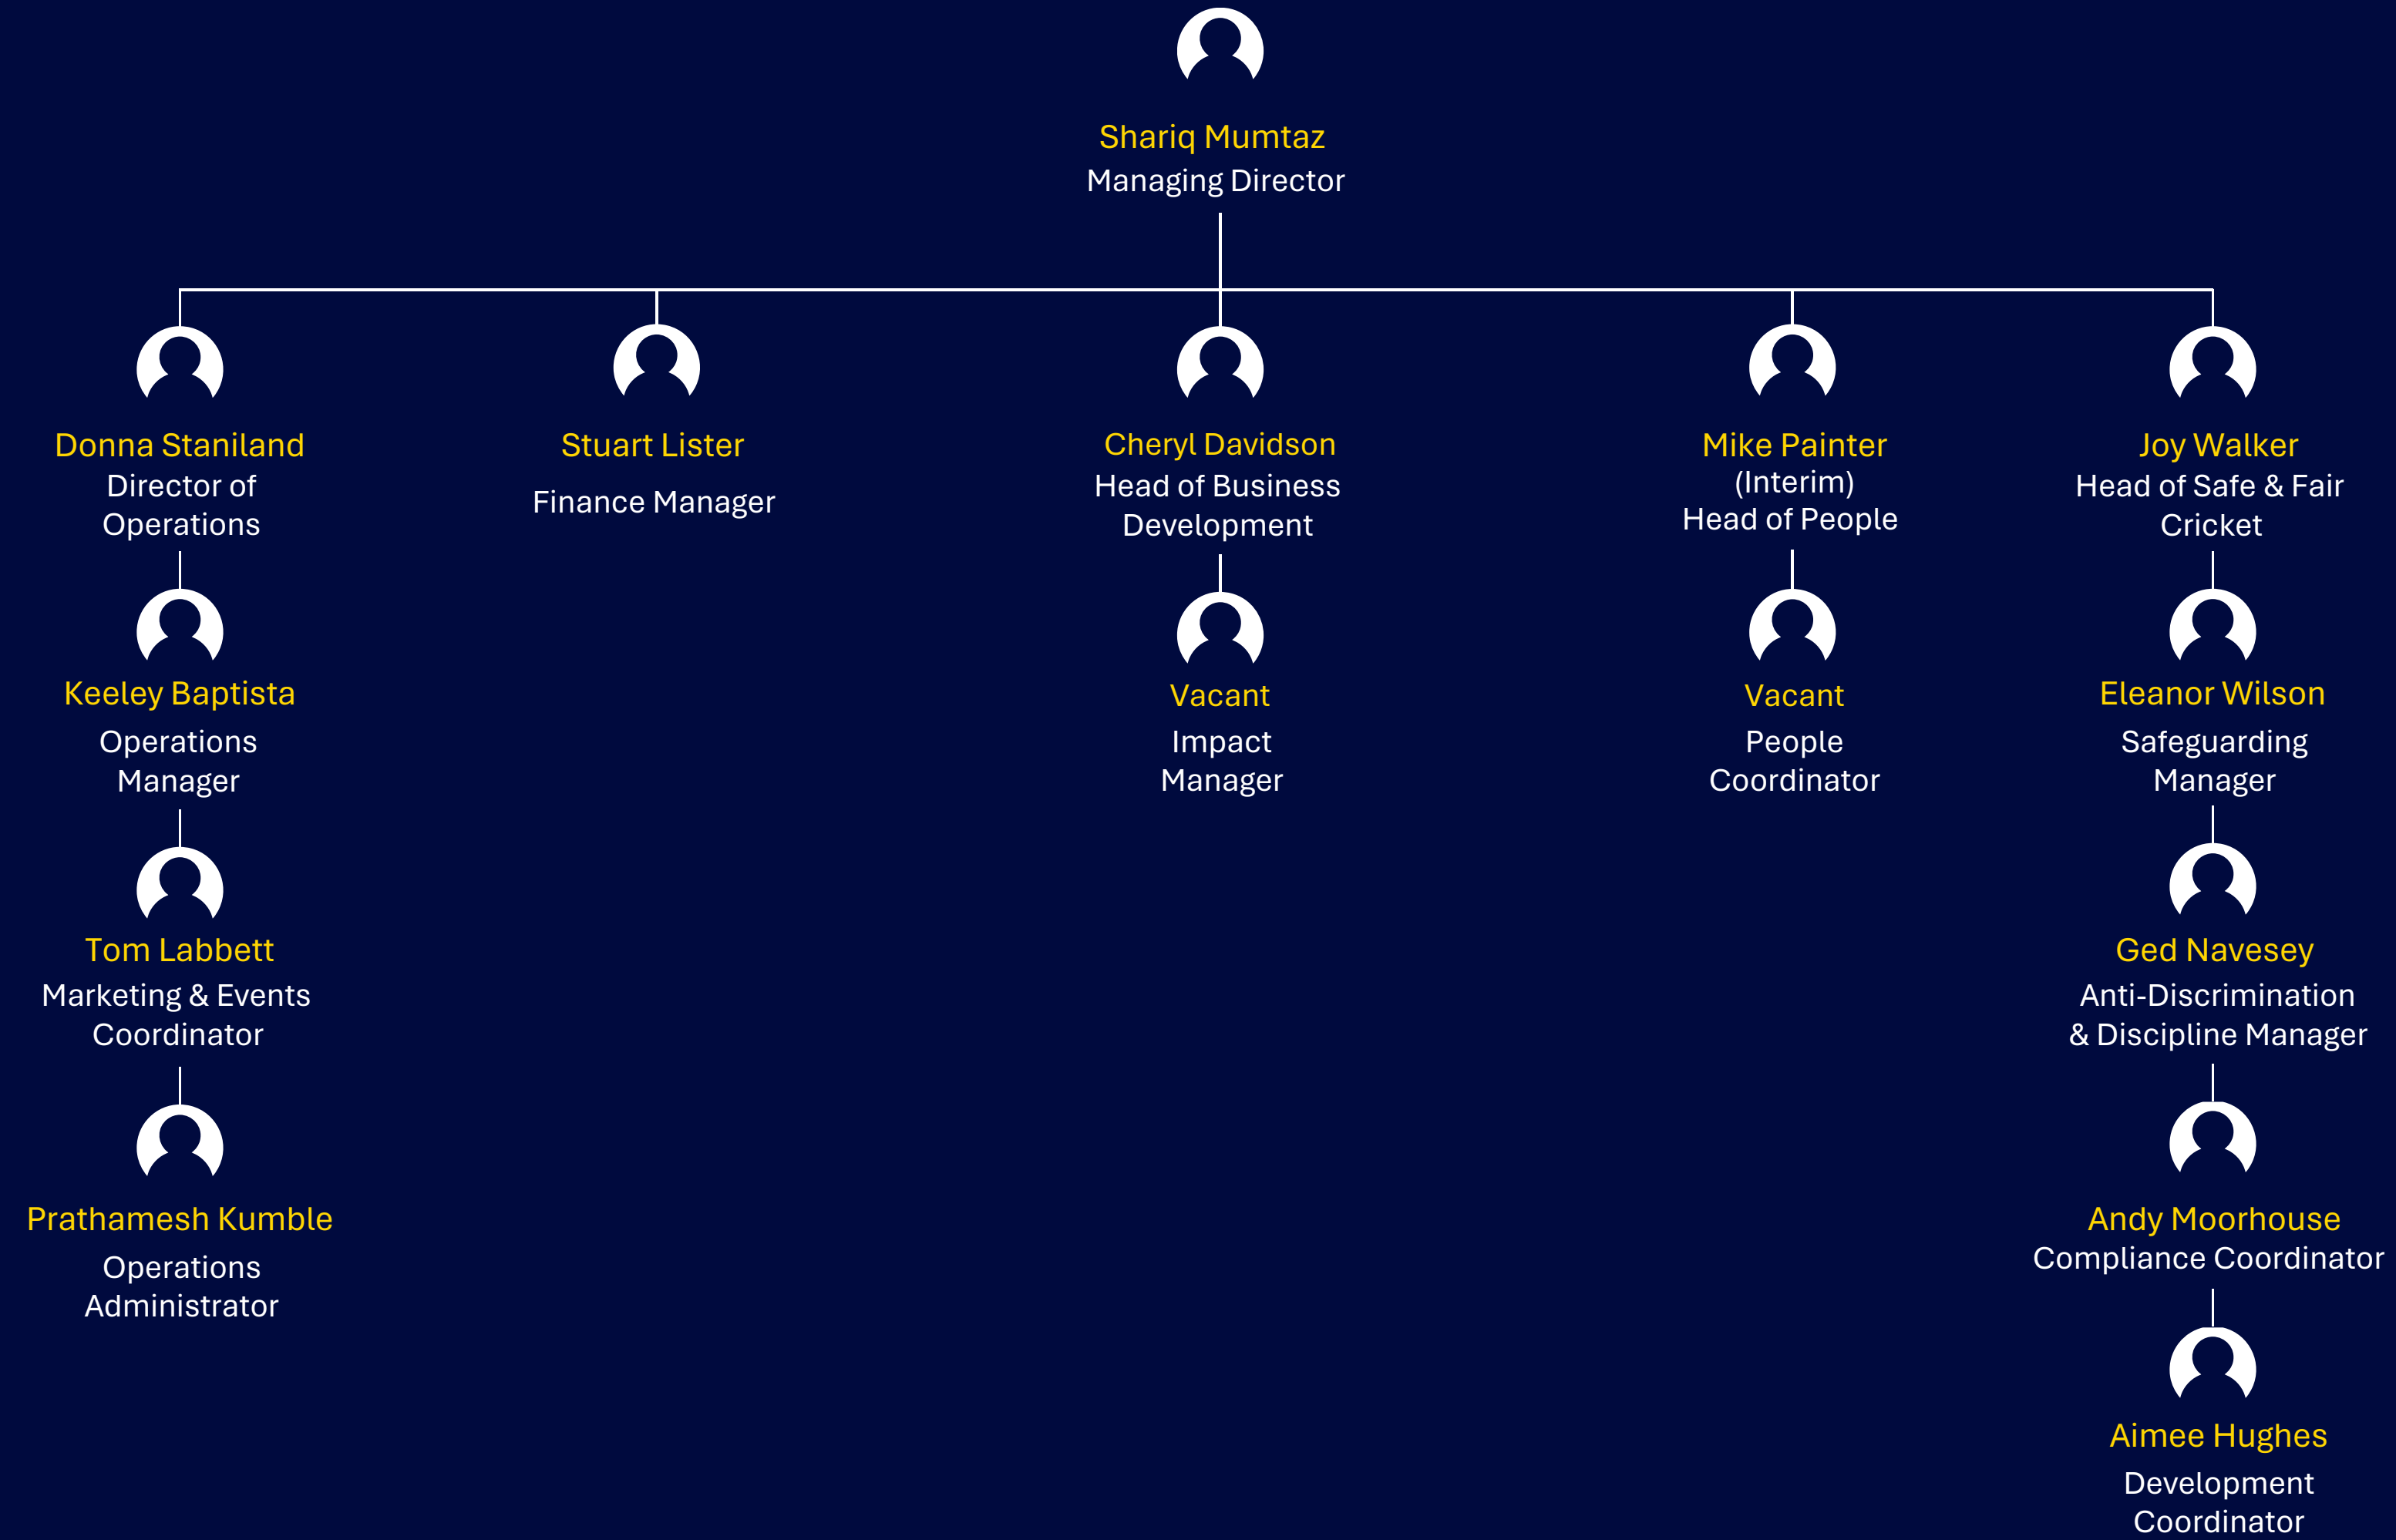 Shariq Mumtaz
Managing Director
Donna Staniland
Director of
Operations
Stuart Lister
Finance Manager
Cheryl Davidson
Head of Business
Development
Mike Painter
(Interim)
Head of People
Joy Walker
Head of Safe & Fair
Cricket
Keeley Baptista
Operations
Manager
Vacant
Impact
Manager
Vacant
People
Coordinator
Eleanor Wilson
Safeguarding
Manager
Tom Labbett
Marketing & Events
Coordinator
Ged Navesey
Anti-Discrimination
& Discipline Manager
Prathamesh Kumble
Operations
Administrator
Andy Moorhouse
Compliance Coordinator
Aimee Hughes
Development
Coordinator